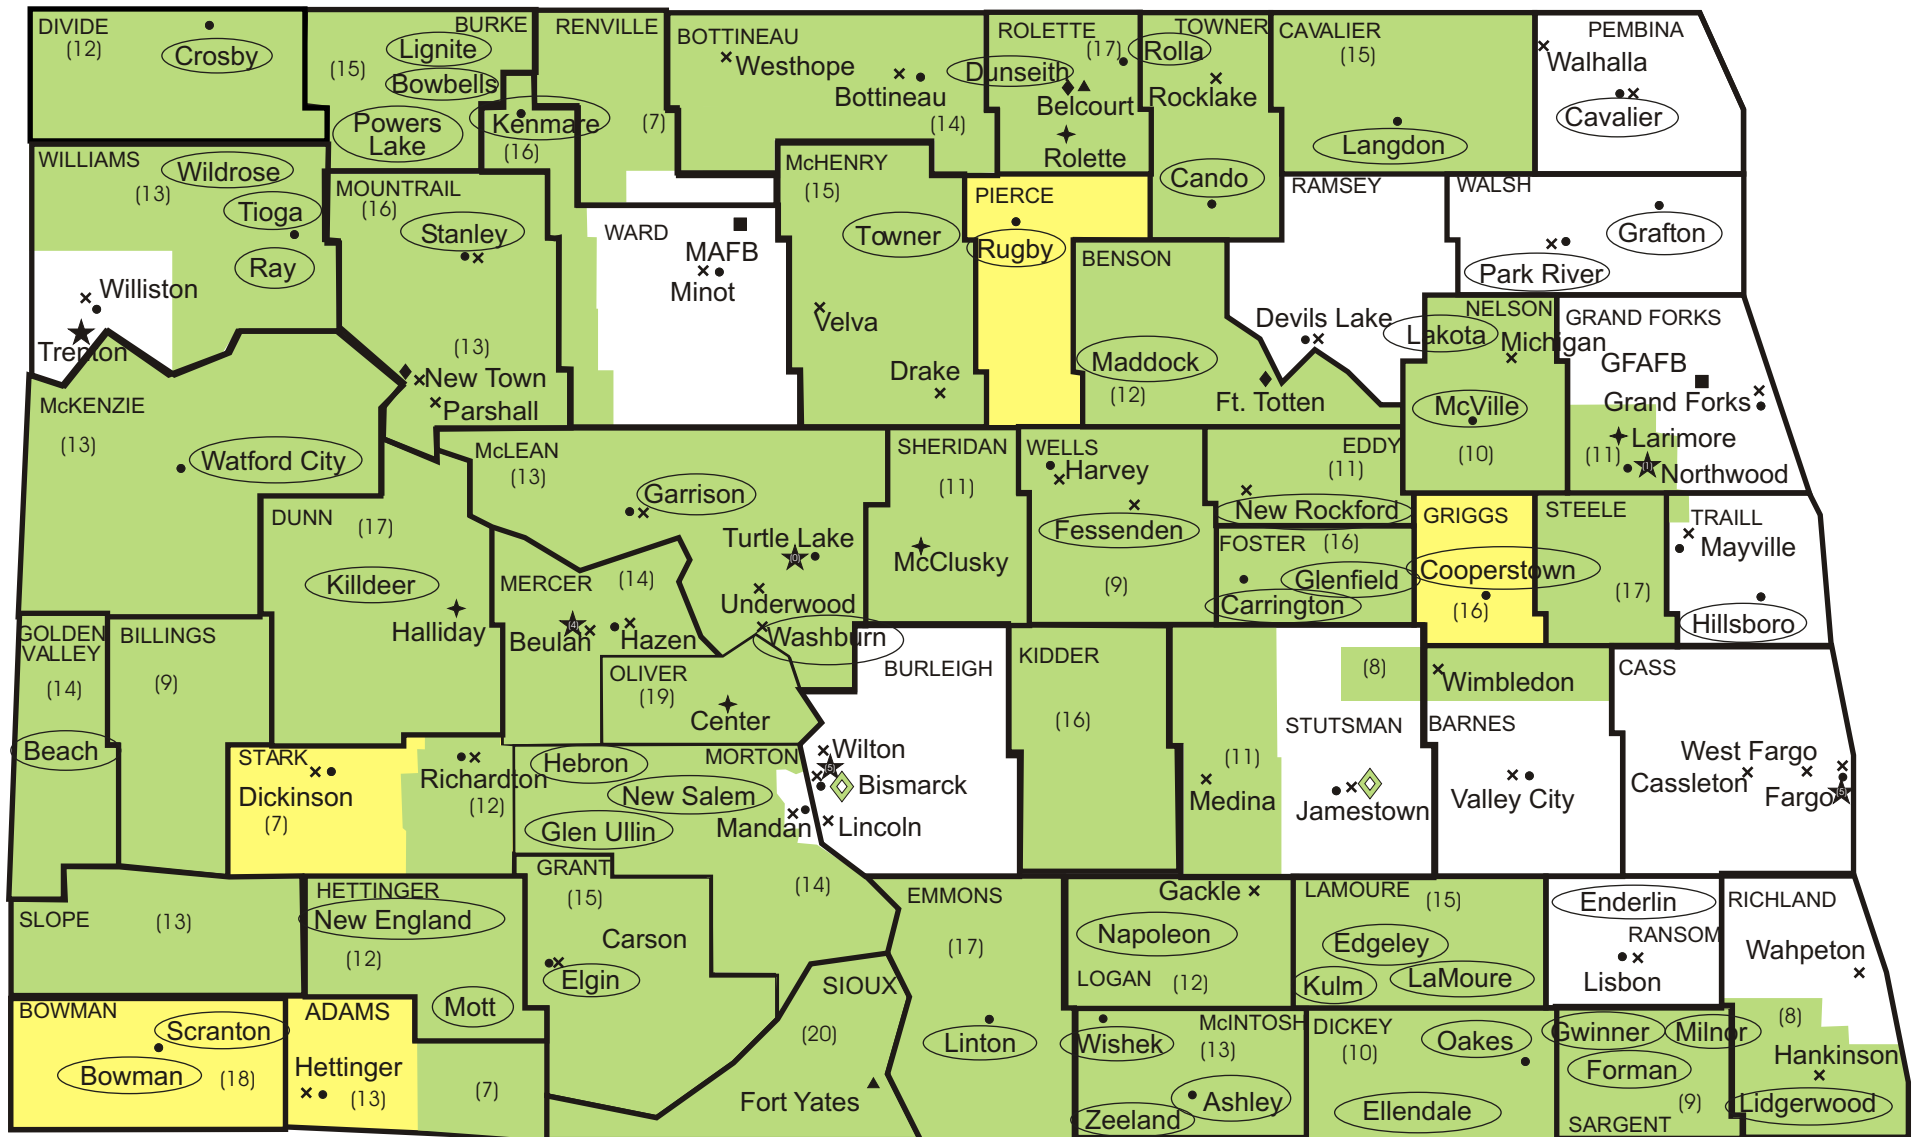 DIVIDE
(12)
Crosby
BURKE
(15)
Lignite
Bowbells
Powers
Lake
Kenmare
(16)
RENVILLE
(7)
BOTTINEAU
Westhope
Bottineau
(14)
ROLETTE
(17)
Dunseith
Belcourt
Rolette
TOWNER
Rolla
Rocklake
Cando
CAVALIER
(15)
Langdon
PEMBINA
Walhalla
Cavalier
WILLIAMS
(13)
Wildrose
Tioga
Ray
Williston
Trenton
MOUNTRAIL
(16)
Stanley
(13)
New Town
Parshall
WARD
MAFB
Minot
McHENRY
(15)
Towner
Velva
Drake
PIERCE
Rugby
BENSON
Maddock
(12)
Ft. Totten
RAMSEY
Devils Lake
WALSH
Grafton
Park River
NELSON
Lakota
Michigan
McVille
(10)
GRAND FORKS
GFAFB
Grand Forks
Larimore
(11)
(1)
Northwood
McKENZIE
(13)
Watford City
DUNN
(17)
Killdeer
Halliday
McLEAN
(13)
Garrison
Turtle Lake
(0)
Underwood
Washburn
MERCER
(14)
(4)
Beulah
Hazen
SHERIDAN
(11)
McClusky
WELLS
Harvey
Fessenden
(9)
EDDY
(11)
New Rockford
FOSTER
(16)
Glenfield
Carrington
GRIGGS
Cooperstown
(16)
STEELE
(17)
TRAILL
Mayville
Hillsboro
GOLDEN
VALLEY
(14)
Beach
BILLINGS
(9)
STARK
Dickinson
(7)
Richardton
(12)
OLIVER
(19)
Center
MORTON
Hebron
New Salem
Glen Ullin
Mandan
(14)
BURLEIGH
Wilton
(5)
Bismarck
Lincoln
KIDDER
(16)
STUTSMAN
(8)
(11)
Medina
Jamestown
BARNES
Wimbledon
Valley City
CASS
West Fargo
Cassleton
Fargo
(5)
SLOPE
(13)
HETTINGER
New England
(12)
Mott
GRANT
(15)
Carson
Elgin
SIOUX
(20)
Fort Yates
EMMONS
(17)
Linton
LOGAN
Gackle
Napoleon
(12)
LAMOURE
(15)
Edgeley
Kulm
LaMoure
RANSOM
Enderlin
Lisbon
RICHLAND
Wahpeton
(8)
Hankinson
Lidgerwood
BOWMAN
Scranton
Bowman
(18)
ADAMS
Hettinger
(13)
(7)
McINTOSH
Wishek
(13)
Ashley
Zeeland
DICKEY
(10)
Oakes
Ellendale
SARGENT
Gwinner
Milnor
Forman
(9)